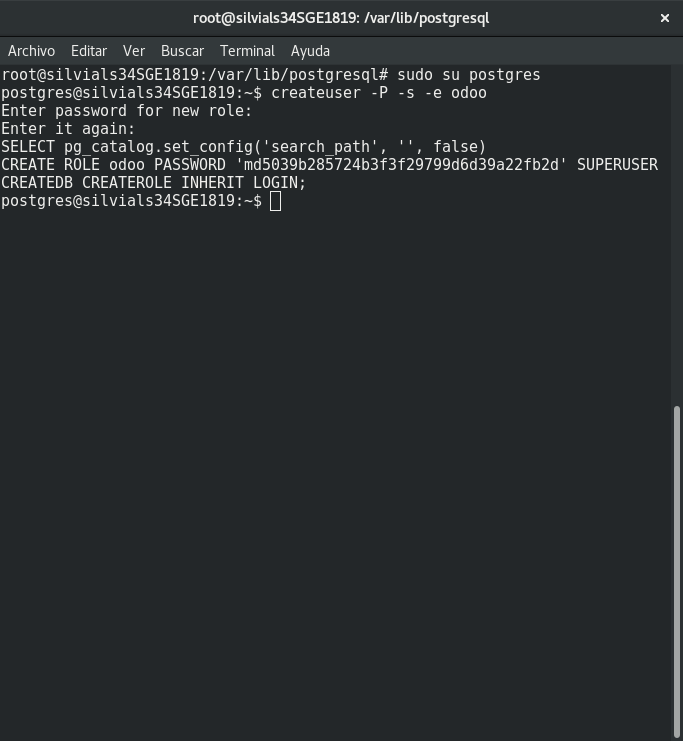 root@silvials34SGE1819: /var/lib/postgresql
Archivo Editar Ver Buscar Terminal Ayuda
root@silvials34SGE1819:/var/lib/postgresql# sudo su postgres
postgres@silvials34SGE1819:~$ createuser -P -s -e odoo
Enter password for new role:
Enter it again:
SELECT pg_catalog.set_config('search_path', '', false)
CREATE ROLE odoo PASSWORD 'md5039b285724b3f3f29799d6d39a22fb2d' SUPERUSER
CREATEDB CREATEROLE INHERIT LOGIN;
postgres@silvials34SGE1819:~$